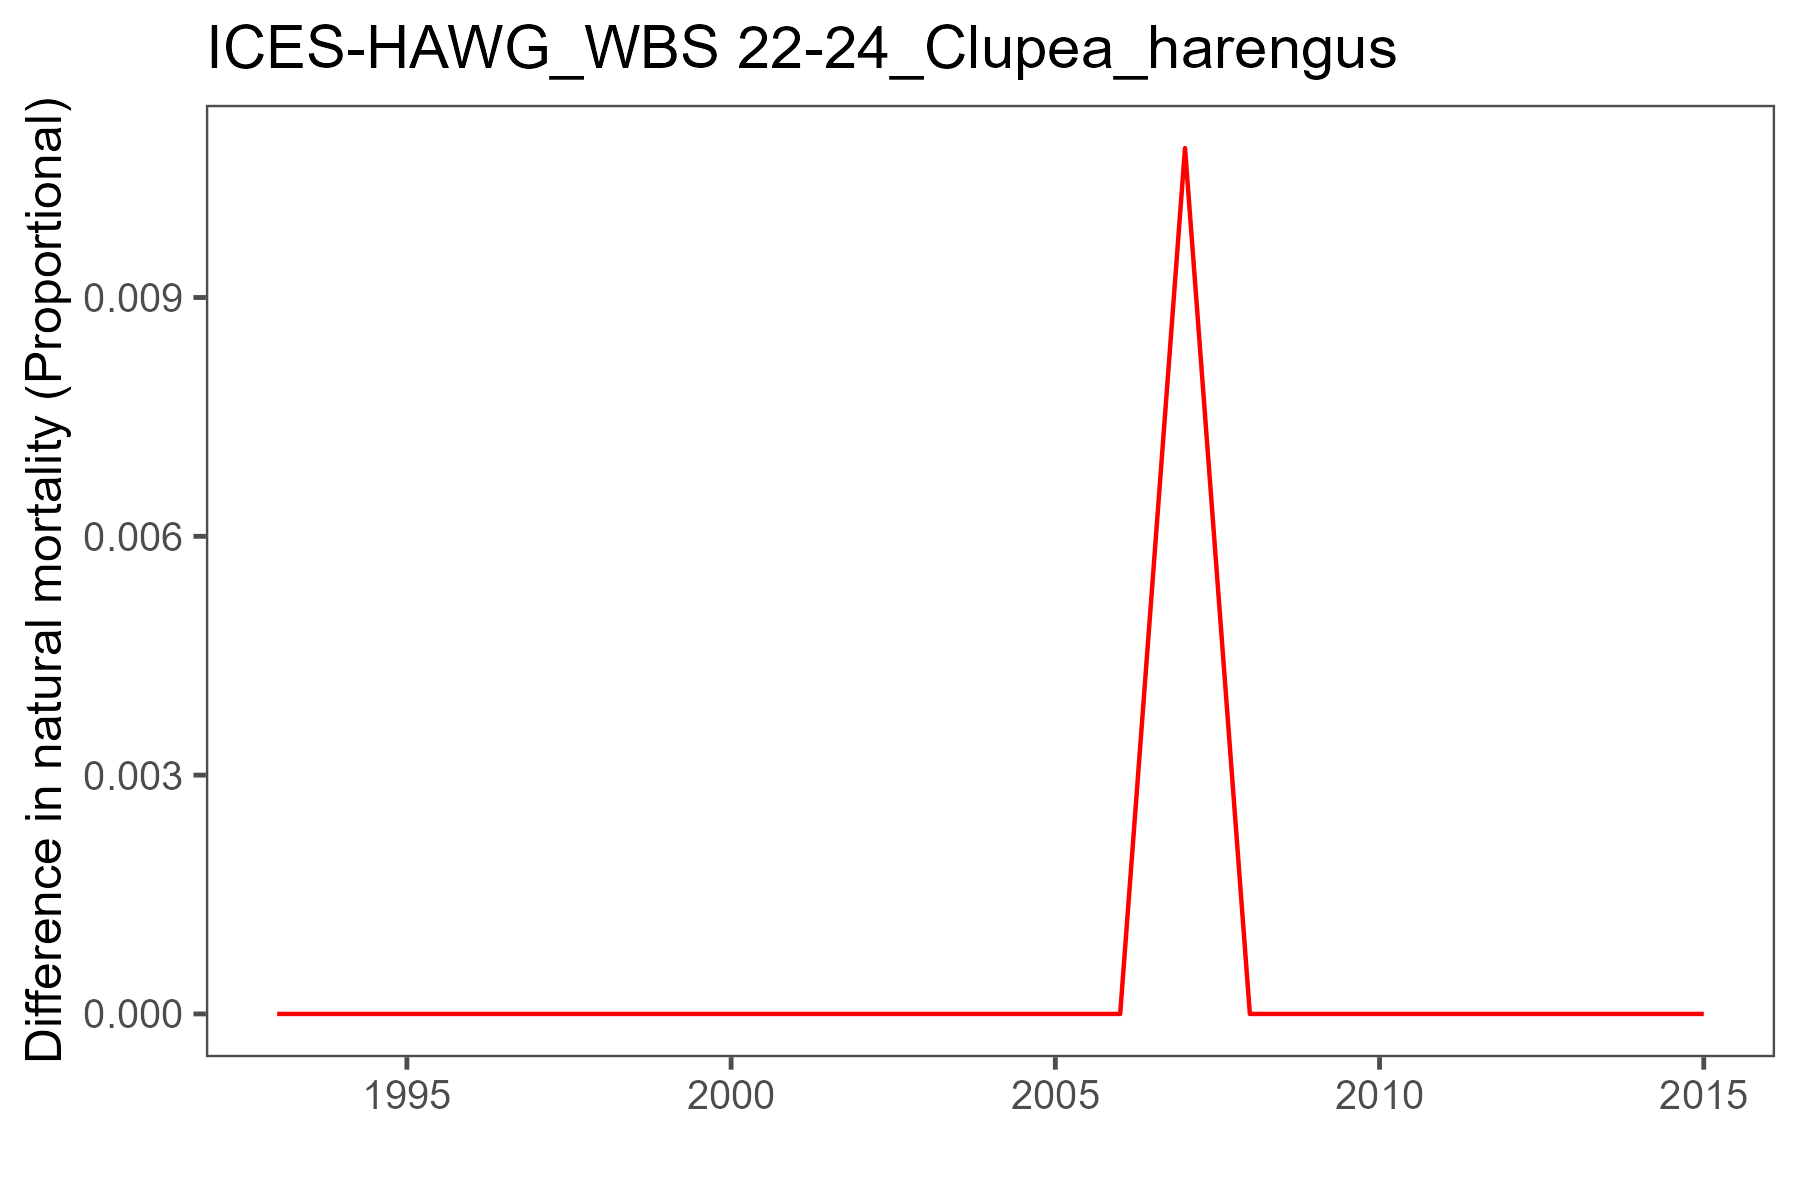 ICES-HAWG_WBS 22-24_Clupea_harengus
Difference in natural mortality (Proportional)
0.009
0.006
0.003
0.000
1995 2000 2005 2010 2015